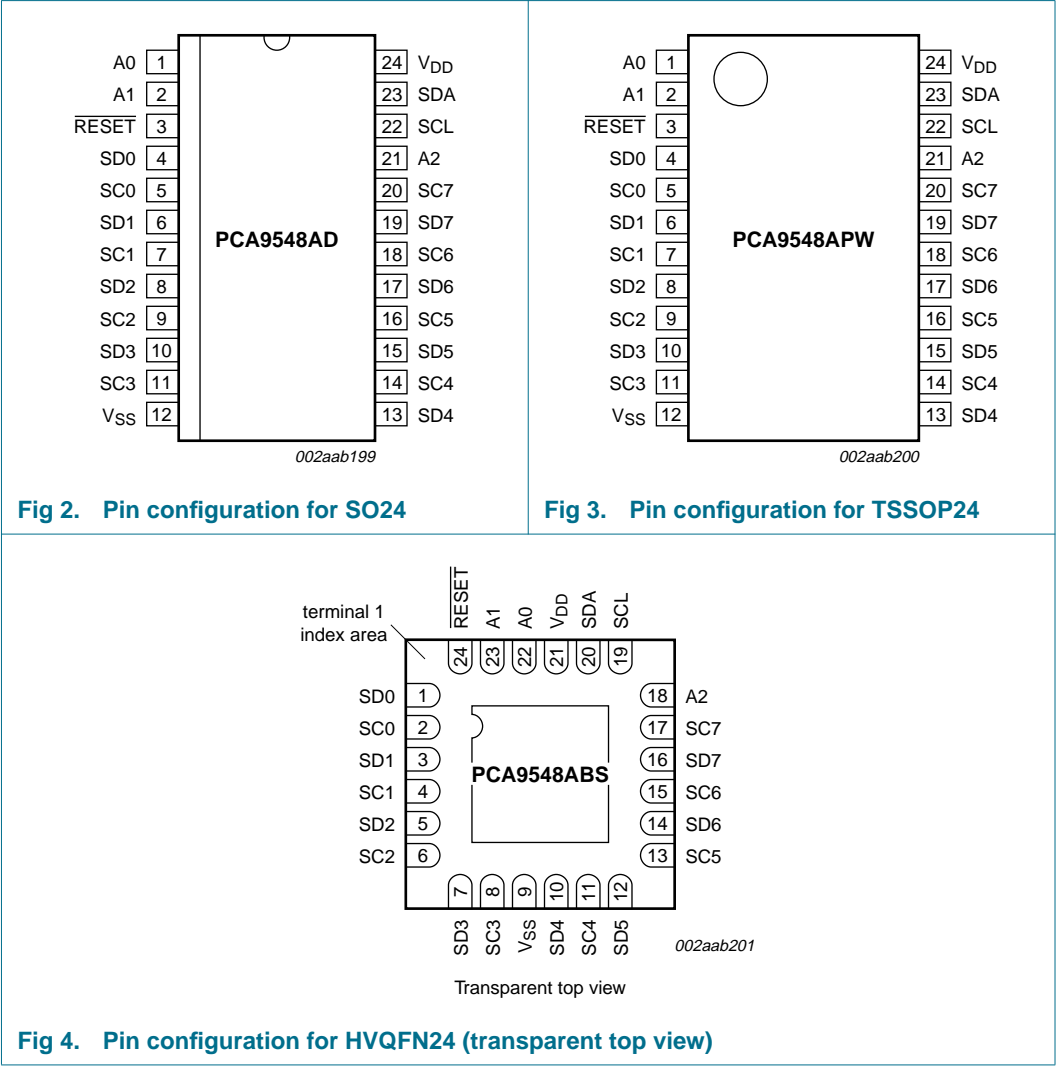 A0 1 24 VDD
A1 2 23 SDA
RESET 3 22 SCL
SD0 4 21 A2
SC0 5 20 SC7
SD1 6 19 SD7
SC1 7 18 SC6
SD2 8 17 SD6
SC2 9 16 SC5
SD3 10 15 SD5
SC3 11 14 SC4
VSS 12 13 SD4
PCA9548AD
002aab199
Fig 2. Pin configuration for SO24
A0 1 24 VDD
A1 2 23 SDA
RESET 3 22 SCL
SD0 4 21 A2
SC0 5 20 SC7
SD1 6 19 SD7
SC1 7 18 SC6
SD2 8 17 SD6
SC2 9 16 SC5
SD3 10 15 SD5
SC3 11 14 SC4
VSS 12 13 SD4
PCA9548APW
002aab200
Fig 3. Pin configuration for TSSOP24
terminal 1
index area
RESET A1 A0 VDD SDA SCL
24 23 22 21 20 19
SD0 1 18 A2
SC0 2 17 SC7
SD1 3 16 SD7
SC1 4 15 SC6
SD2 5 14 SD6
SC2 6 13 SC5
PCA9548ABS
7 8 9 10 11 12
SD3 SC3 VSS SD4 SC4 SD5
002aab201
Transparent top view
Fig 4. Pin configuration for HVQFN24 (transparent top view)